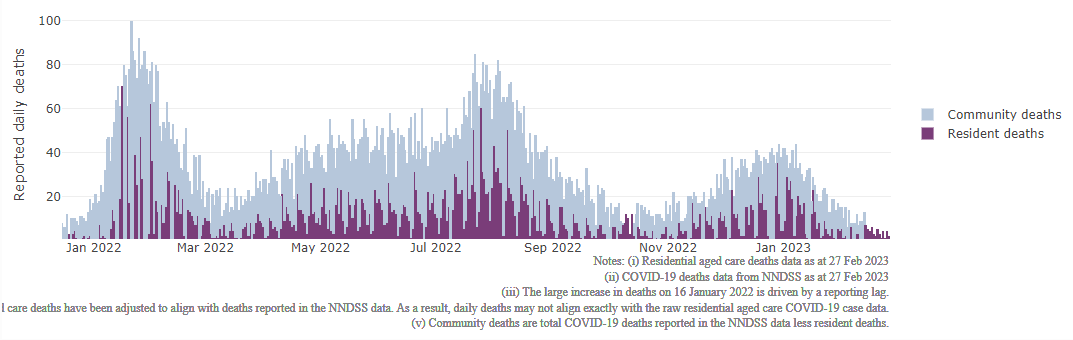 100
80
60
40
20
Reported daily deaths
Jan 2022
Mar 2022
May 2022
Jul 2022
Sep 2022
Nov 2022
Jan 2023
Community deaths
Resident deaths
Notes: (i) Residential aged care deaths data as at 27 Feb 2023
(ii) COVID-19 deaths data from NNDSS as at 27 Feb 2023
(iii) The large increase in deaths on 16 January 2022 is driven by a reporting lag.
l care deaths have been adjusted to align with deaths reported in the NNDSS data. As a result, daily deaths may not align exactly with the raw residential aged care COVID-19 case data.
(v) Community deaths are total COVID-19 deaths reported in the NNDSS data less resident deaths.